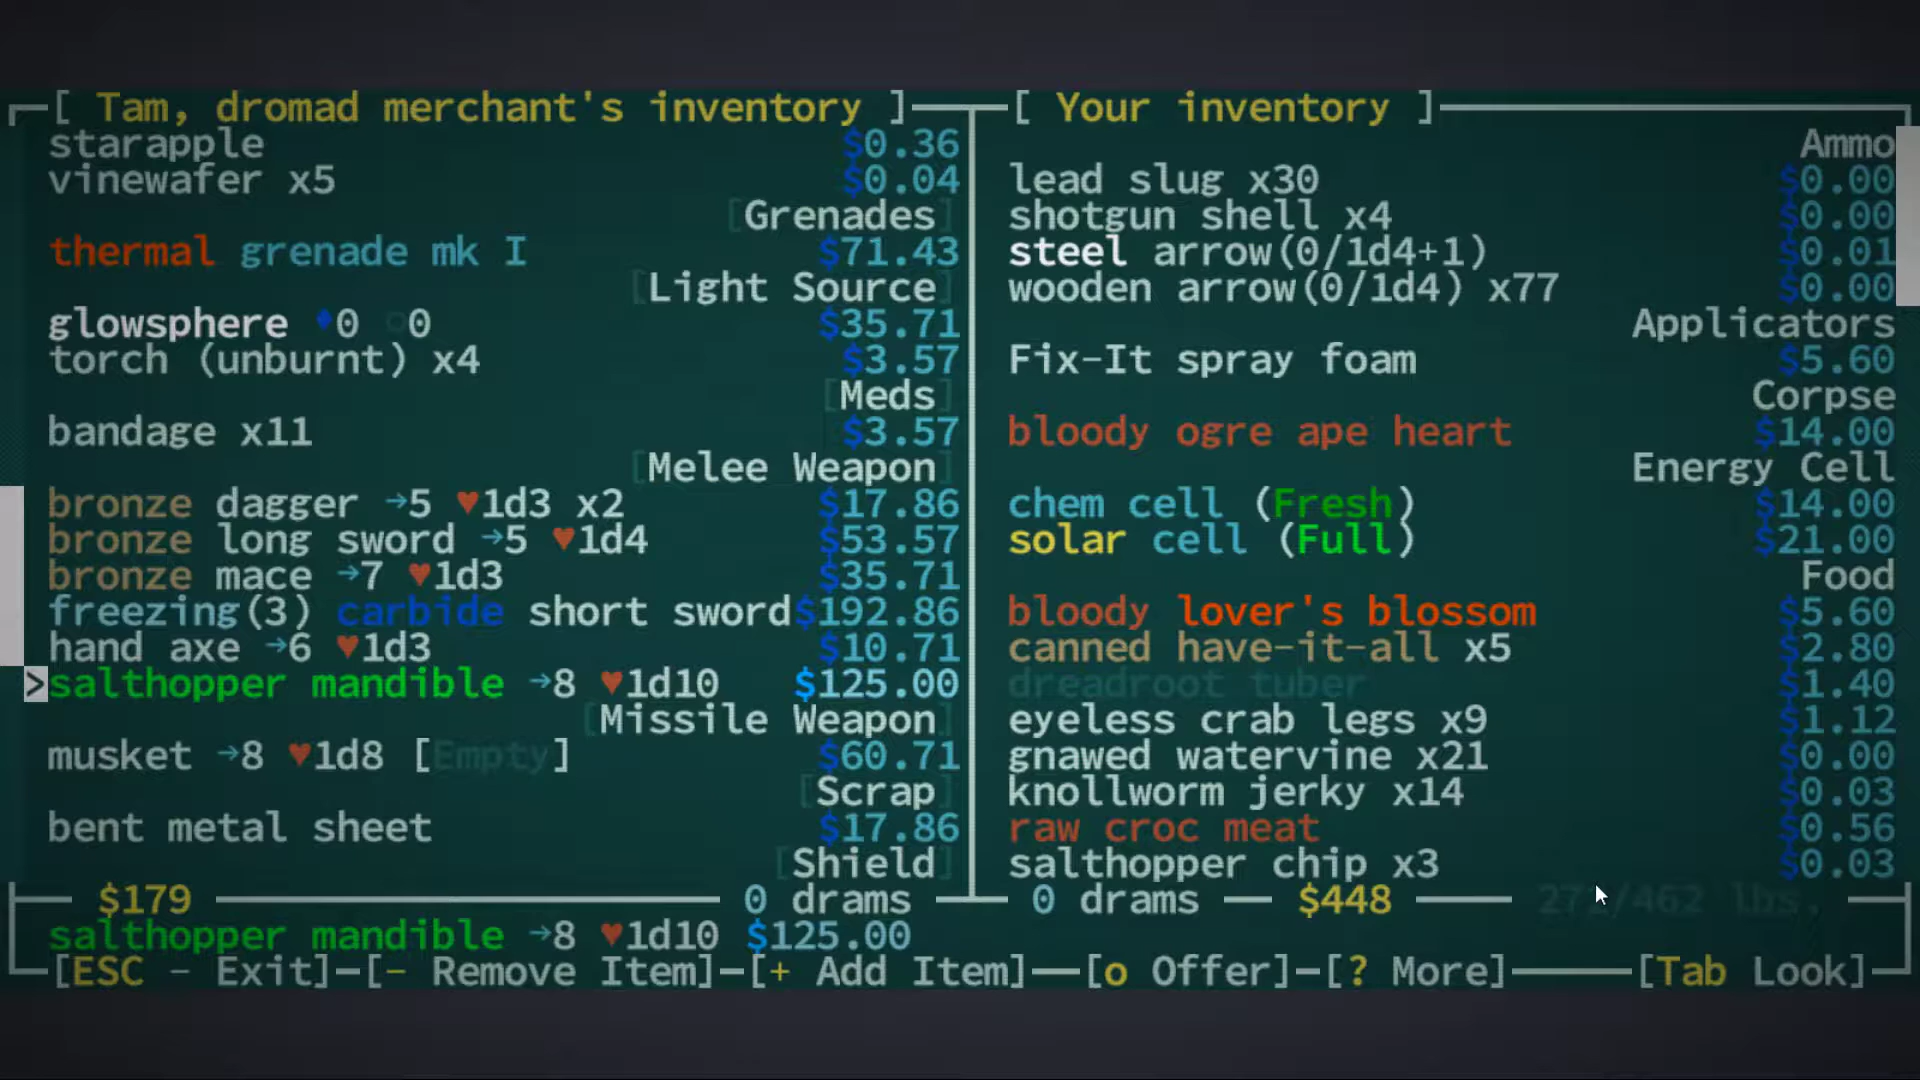 [ Tam, dromad merchant's inventory ]
starapple $0.36
vinewafer x5 $0.04
[Grenades]
thermal grenade mk I $71.43
[Light Source]
glowsphere ♦0 ○0 $35.71
torch (unburnt) x4 $3.57
[Meds]
bandage x11 $3.57
[Melee Weapon]
bronze dagger →5 ♥1d3 x2 $17.86
bronze long sword →5 ♥1d4 $53.57
bronze mace →7 ♥1d3 $35.71
freezing(3) carbide short sword $192.86
hand axe →6 ♥1d3 $10.71
>salthopper mandible →8 ♥1d10 $125.00
[Missile Weapon]
musket →8 ♥1d8 [Empty] $60.71
[Scrap]
bent metal sheet $17.86
[Shield]
$179 0 drams
[ Your inventory ]
Ammo
lead slug x30 $0.00
shotgun shell x4 $0.00
steel arrow(0/1d4+1) $0.01
wooden arrow(0/1d4) x77 $0.00
Applicators
Fix-It spray foam $5.60
Corpse
bloody ogre ape heart $14.00
Energy Cell
chem cell (Fresh) $14.00
solar cell (Full) $21.00
Food
bloody lover's blossom $5.60
canned have-it-all x5 $2.80
dreadroot tuber $1.40
eyeless crab legs x9 $1.12
gnawed watervine x21 $0.00
knollworm jerky x14 $0.03
raw croc meat $0.56
salthopper chip x3 $0.03
0 drams — $448 — /462 lbs.
salthopper mandible →8 ♥1d10 $125.00
[ESC - Exit]—[- Remove Item]—[+ Add Item]—[o Offer]—[? More]—[Tab Look]